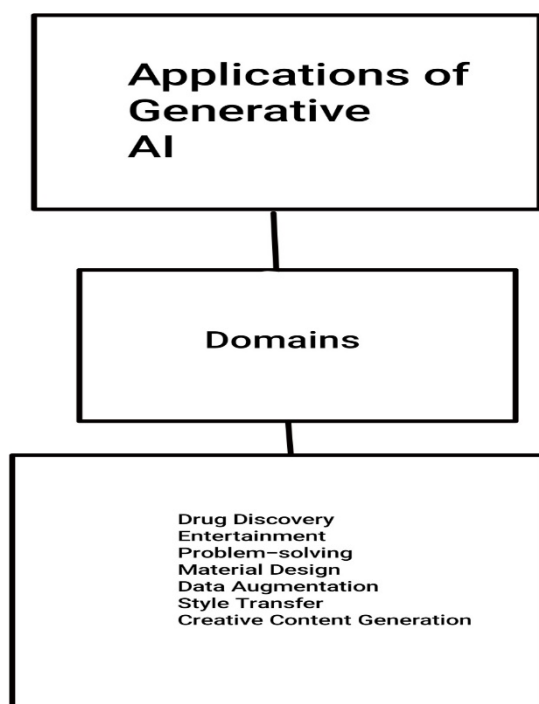 Applications of
Generative
AI
Domains
Drug Discovery
Entertainment
Problem-solving
Material Design
Data Augmentation
Style Transfer
Creative Content Generation